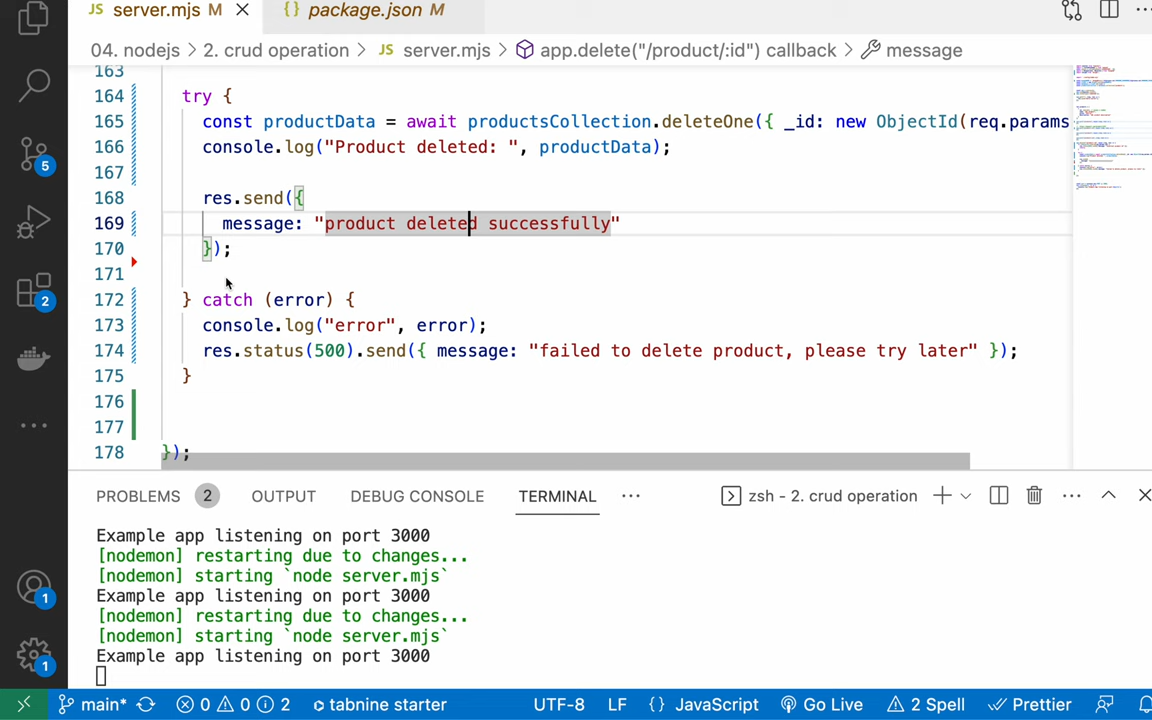 JS server.mjs M × {} package.json M
04. nodejs > 2. crud operation > JS server.mjs > app.delete("/product/:id") callback > message
163
164 try {
165 const productData = await productsCollection.deleteOne({ _id: new ObjectId(req.params
166 console.log("Product deleted: ", productData);
167
168 res.send({
169 message: "product deleted successfully"
170 });
171
172 } catch (error) {
173 console.log("error", error);
174 res.status(500).send({ message: "failed to delete product, please try later" });
175 }
176
177
178 });
5
2
1
1
PROBLEMS 2 OUTPUT DEBUG CONSOLE TERMINAL ··· zsh - 2. crud operation
Example app listening on port 3000
[nodemon] restarting due to changes...
[nodemon] starting `node server.mjs`
Example app listening on port 3000
[nodemon] restarting due to changes...
[nodemon] starting `node server.mjs`
Example app listening on port 3000
main* 0 0 2 tabnine starter UTF-8 LF {} JavaScript Go Live 2 Spell Prettier